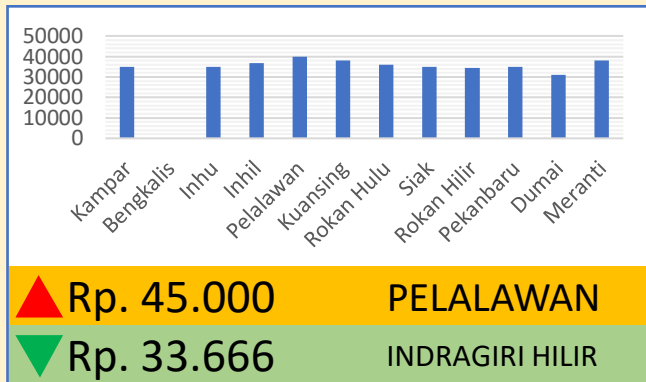 50000
40000
30000
20000
10000
0
Kampar
Bengkalis
Inhu
Inhil
Pelalawan
Kuansing
Rokan Hulu
Siak
Rokan Hilir
Pekanbaru
Dumai
Meranti
Rp. 45.000 PELALAWAN
Rp. 33.666 INDRAGIRI HILIR